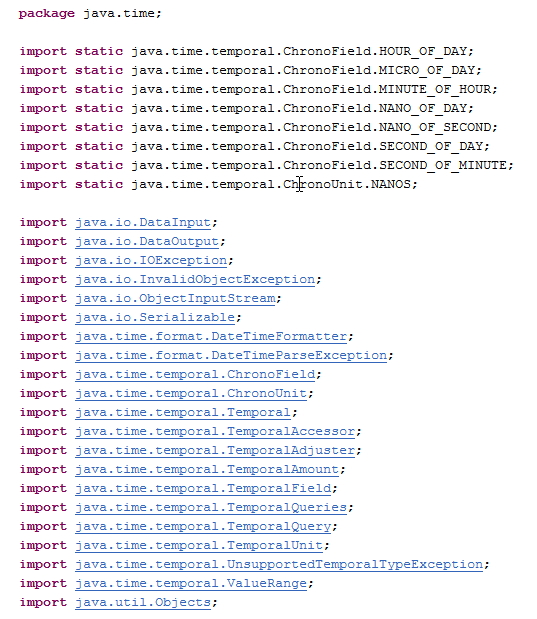 package java.time;
import static java.time.temporal.ChronoField.HOUR_OF_DAY;
import static java.time.temporal.ChronoField.MICRO_OF_DAY;
import static java.time.temporal.ChronoField.MINUTE_OF_HOUR;
import static java.time.temporal.ChronoField.NANO_OF_DAY;
import static java.time.temporal.ChronoField.NANO_OF_SECOND;
import static java.time.temporal.ChronoField.SECOND_OF_DAY;
import static java.time.temporal.ChronoField.SECOND_OF_MINUTE;
import static java.time.temporal.ChronoUnit.NANOS;
import java.io.DataInput;
import java.io.DataOutput;
import java.io.IOException;
import java.io.InvalidObjectException;
import java.io.ObjectInputStream;
import java.io.Serializable;
import java.time.format.DateTimeFormatter;
import java.time.format.DateTimeParseException;
import java.time.temporal.ChronoField;
import java.time.temporal.ChronoUnit;
import java.time.temporal.Temporal;
import java.time.temporal.TemporalAccessor;
import java.time.temporal.TemporalAdjuster;
import java.time.temporal.TemporalAmount;
import java.time.temporal.TemporalField;
import java.time.temporal.TemporalQueries;
import java.time.temporal.TemporalQuery;
import java.time.temporal.TemporalUnit;
import java.time.temporal.UnsupportedTemporalTypeException;
import java.time.temporal.ValueRange;
import java.util.Objects;